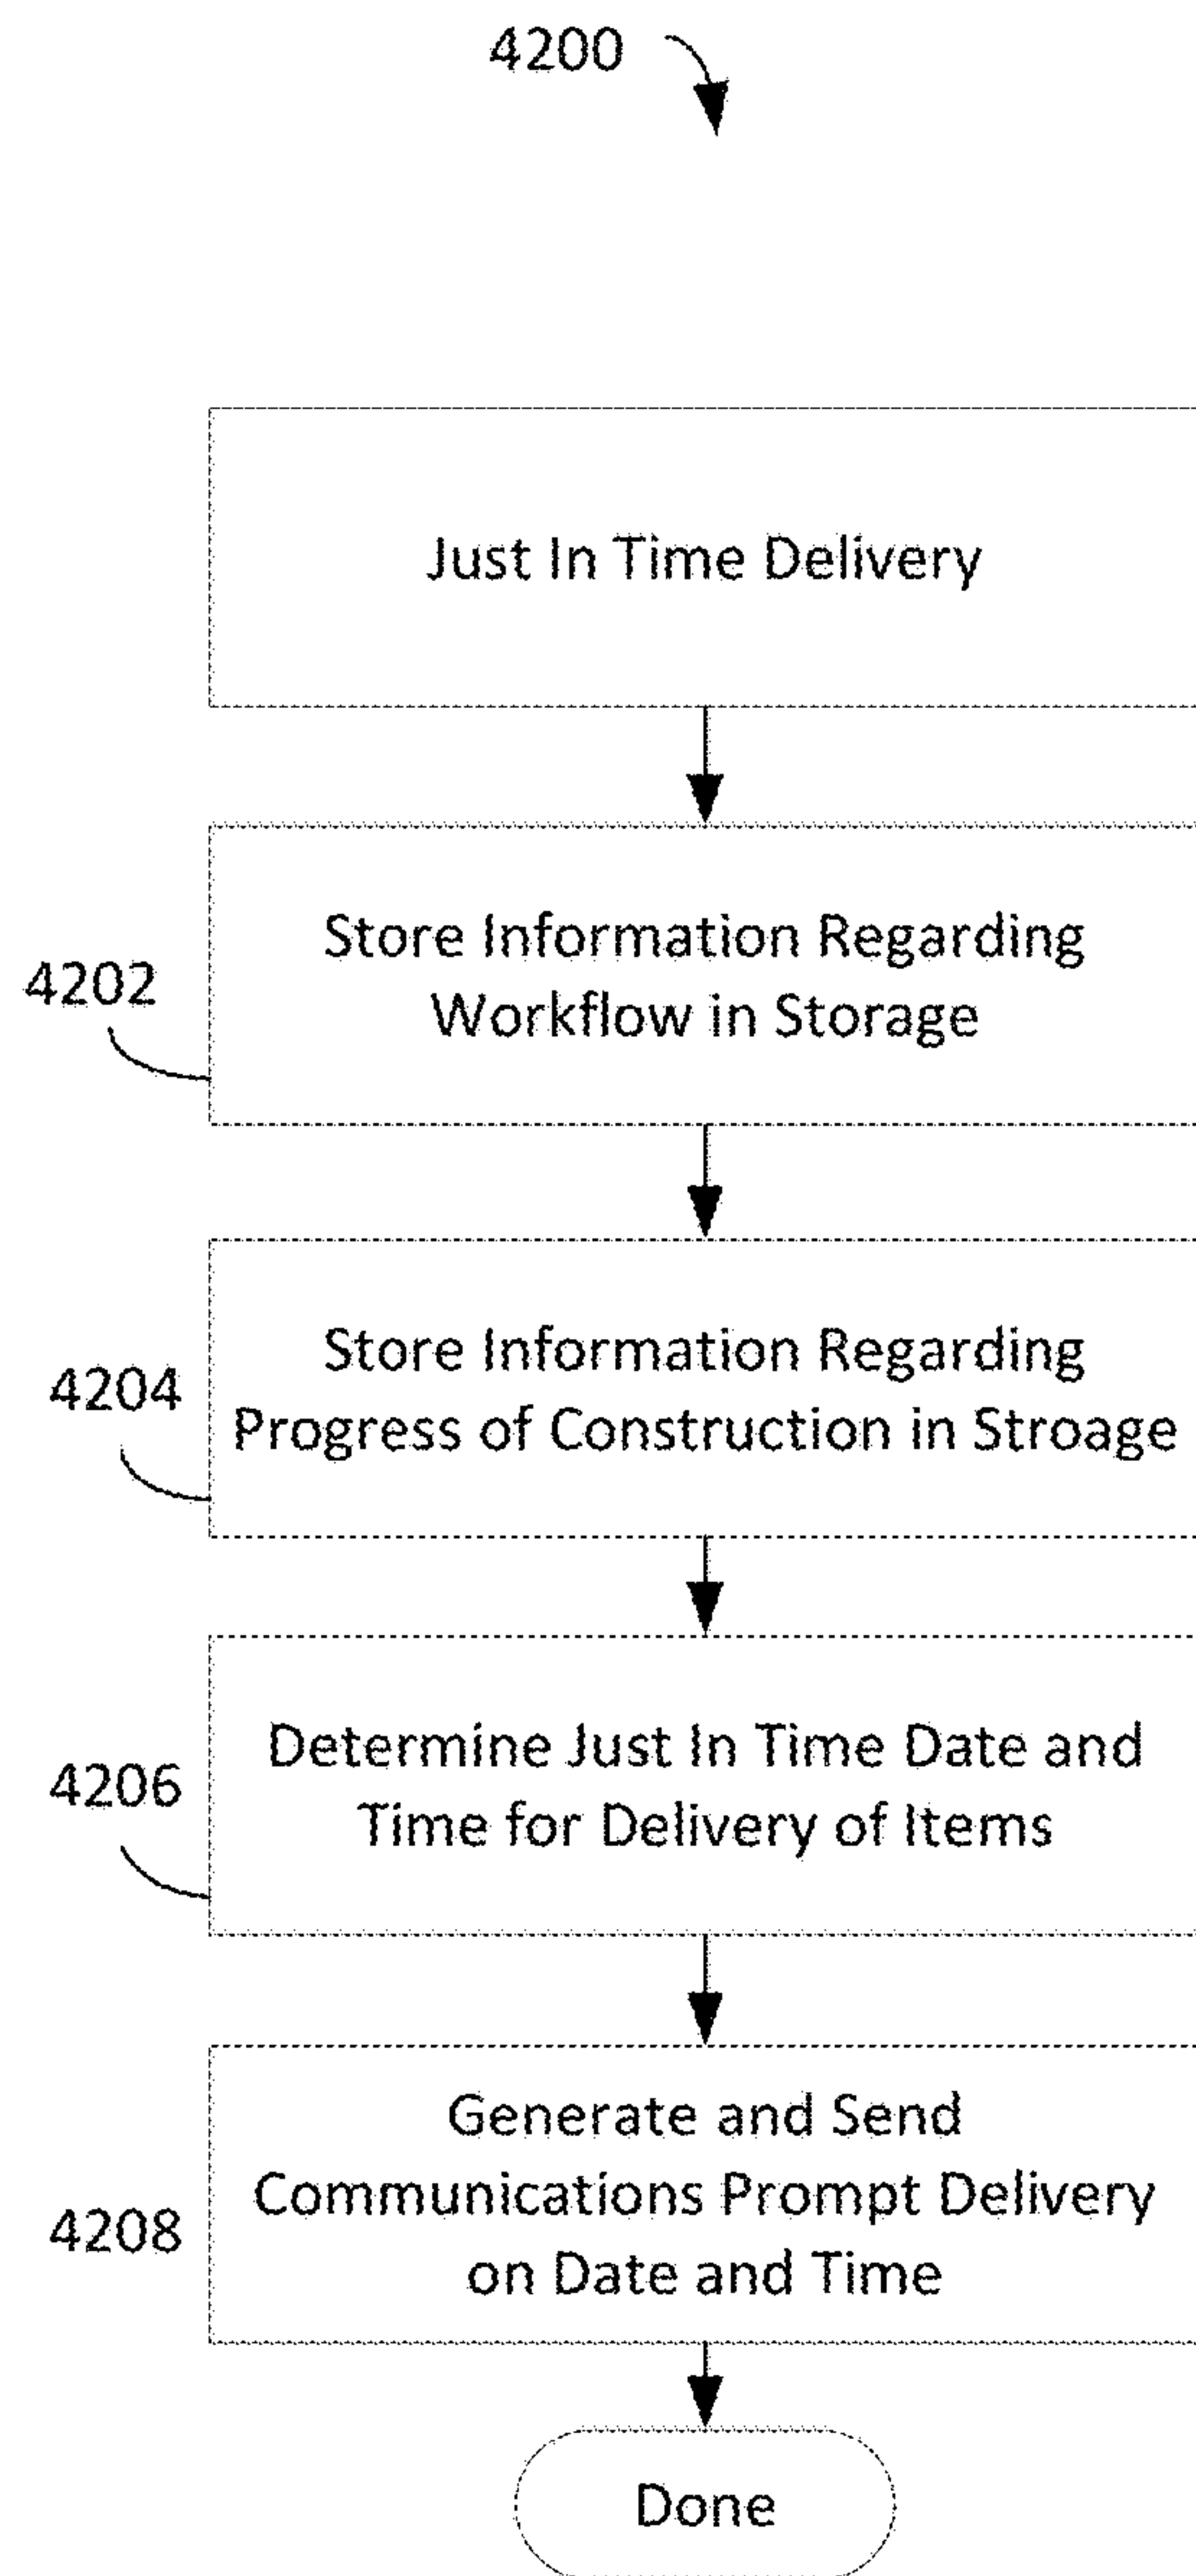 4200
Just In Time Delivery
Store Information Regarding
Workflow in Storage
4202
Store Information Regarding
Progress of Construction in Stroage
4204
Determine Just In Time Date and
Time for Delivery of Items
4206
Generate and Send
Communications Prompt Delivery
on Date and Time
4208
Done